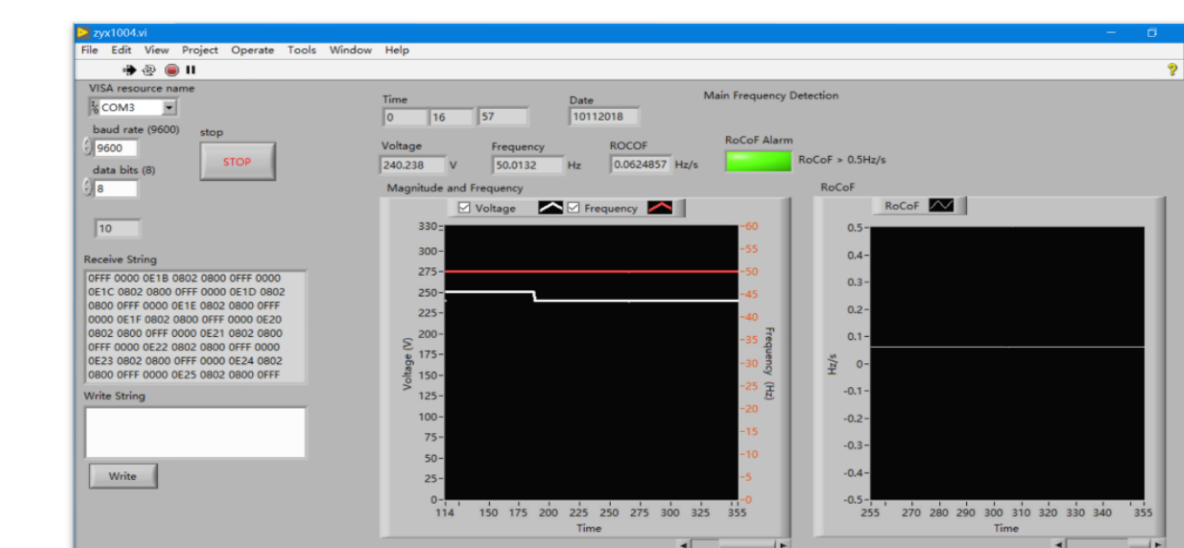 zyx1004.vi
File Edit View Project Operate Tools Window Help
VISA resource name
COM3
baud rate (9600)
9600
stop
STOP
data bits (8)
8
10
Receive String
0FFF 0000 0E1B 0802 0800 0FFF 0000
0E1C 0802 0800 0FFF 0000 0E1D 0802
0800 0FFF 0000 0E1E 0802 0800 0FFF
0000 0E1F 0802 0800 0FFF 0000 0E20
0802 0800 0FFF 0000 0E21 0802 0800
0FFF 0000 0E22 0802 0800 0FFF 0000
0E23 0802 0800 0FFF 0000 0E24 0802
0800 0FFF 0000 0E25 0802 0800 0FFF
Write String
Write
Time
0 16 57
Date
10112018
Main Frequency Detection
Voltage
240.238 V
Frequency
50.0132 Hz
ROCOF
0.0624857 Hz/s
RoCoF Alarm
RoCoF > 0.5Hz/s
Magnitude and Frequency
Voltage Frequency
330
300
275
250
225
200
175
150
125
100
75
50
25
0
Voltage (V)
60
55
50
45
40
35
30
25
20
15
10
5
0
Frequency (Hz)
114 150 175 200 225 250 275 300 325 355
Time
RoCoF
RoCoF
0.5
0.4
0.3
0.2
0.1
0
-0.1
-0.2
-0.3
-0.4
-0.5
Hz/s
255 270 280 290 300 310 320 330 340 355
Time